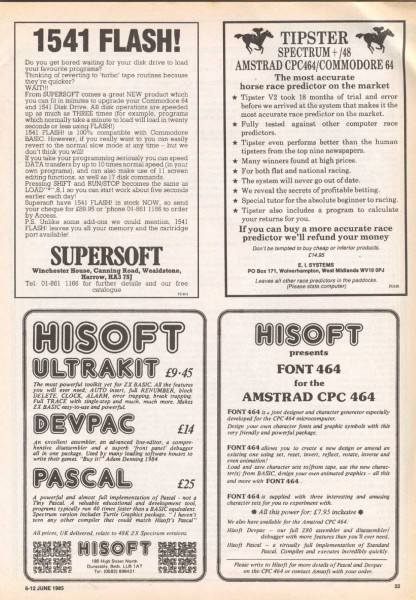 1541 FLASH!
Do you get bored waiting for your disk drive to load
your favourite programs?
Thinking of reverting to 'turbo' tape routines because
they're quicker?
WAIT!!!
From SUPERSOFT comes a great NEW product which
you can fit in minutes to upgrade your Commodore 64
and 1541 Disk Drive. All disk operations are speeded
up as much as THREE times (for example, programs
which normally take a minute to load will load in twenty
seconds or less using FLASH!)
1541 FLASH! is 100% compatible with Commodore
BASIC. However, if you really want to you can easily
revert to the normal slow mode at any time - but we
don't think you will!
If you take your programming seriously you can speed
DATA transfers by up to 10 times normal speed (in your
own programs), and can also make use of 11 screen
editing functions, as well as 17 disk commands.
Pressing SHIFT and RUN/STOP becomes the same as
LOAD"*",8,1 so you can start work about five seconds
earlier each day!
Supersoft have 1541 FLASH! in stock NOW, so send
your cheque for £89.95 or 'phone 01-861 1166 to order
by Access.
P.S. Unlike some add-ons we could mention, 1541
FLASH! leaves you all your memory and the cartridge
port available!
SUPERSOFT
Winchester House, Canning Road, Wealdstone,
Harrow, HA3 7SJ
Tel: 01-861 1166 for further details and our free
catalogue
TIPSTER
SPECTRUM +/48
AMSTRAD CPC464/COMMODORE 64
The most accurate
horse race predictor on the market
★ Tipster V2 took 18 months of trial and error
before we arrived at the system that makes it the
most accurate race predictor on the market.
★ Fully tested against other computer race
predictors.
★ Tipster even performs better than the human
tipsters from the top nine newspapers.
★ Many winners found at high prices.
★ For both flat and national racing.
★ The system will never go out of date.
★ We reveal the secrets of profitable betting.
★ Special tutor for the absolute beginner to racing.
★ Tipster also includes a program to calculate
your returns for you.
If you can buy a more accurate race
predictor we'll refund your money
Don't be tempted to buy cheap or inferior products.
£14.95
E. I. SYSTEMS
PO Box 171, Wolverhampton, West Midlands WV10 0PJ
Leaves all other race predictors in the paddocks.
(Please state computer)
HISOFT
ULTRAKIT £9·45
The most powerful toolkit yet for ZX BASIC. All the features
you will ever need; AUTO insert, full RENUMBER, block
DELETE, CLOCK, ALARM, error trapping, break trapping.
Full TRACE with single-step and much, much more. Makes
ZX BASIC easy-to-use and powerful.
DEVPAC £14
An excellent assembler, an advanced line-editor, a compre-
hensive disassembler and a superb 'front panel' debugger
all in one package. Used by many leading software houses to
write their games. "Buy it!" Adam Denning 1984.
PASCAL £25
A powerful and almost full implementation of Pascal - not a
Tiny Pascal. A valuable educational and development tool,
programs typically run 40 times faster than a BASIC equivalent.
Spectrum version includes Turtle Graphics package. "I haven't
seen any other compiler that could match Hisoft's Pascal"
All prices, UK delivered, relate to 48K ZX Spectrum versions
HISOFT
180 High Street North
Dunstable, Beds. LU6 1AT
Tel: (0582) 696421
HISOFT
presents
FONT 464
for the
AMSTRAD CPC 464
FONT 464 is a font designer and character generator especially
developed for the CPC 464 microcomputer.
Design your own character fonts and graphic symbols with this
very friendly and powerful package.
FONT 464 allows you to create a new design or amend an
existing one using set, reset, invert, reflect, rotate, inverse and
even animation!
Load and save character sets to/from tape, use the new charac-
ter(s) from BASIC, design your own animated graphics - all this
and more with FONT 464.
FONT 464 is supplied with three interesting and amusing
character sets for you to experiment with.
✹ All this power for: £7.95 inclusive ✹
We also have available for the Amstrad CPC 464:
Hisoft Devpac - our full Z80 assembler and disassembler/
debugger with more features than you'll ever need.
Hisoft Pascal - a virtually full implementation of Standard
Pascal. Compiles and executes incredibly quickly.
Please write to Hisoft for more details of Pascal and Devpac
on the CPC 464 or contact Amsoft with your order.
6-12 JUNE 1985
33